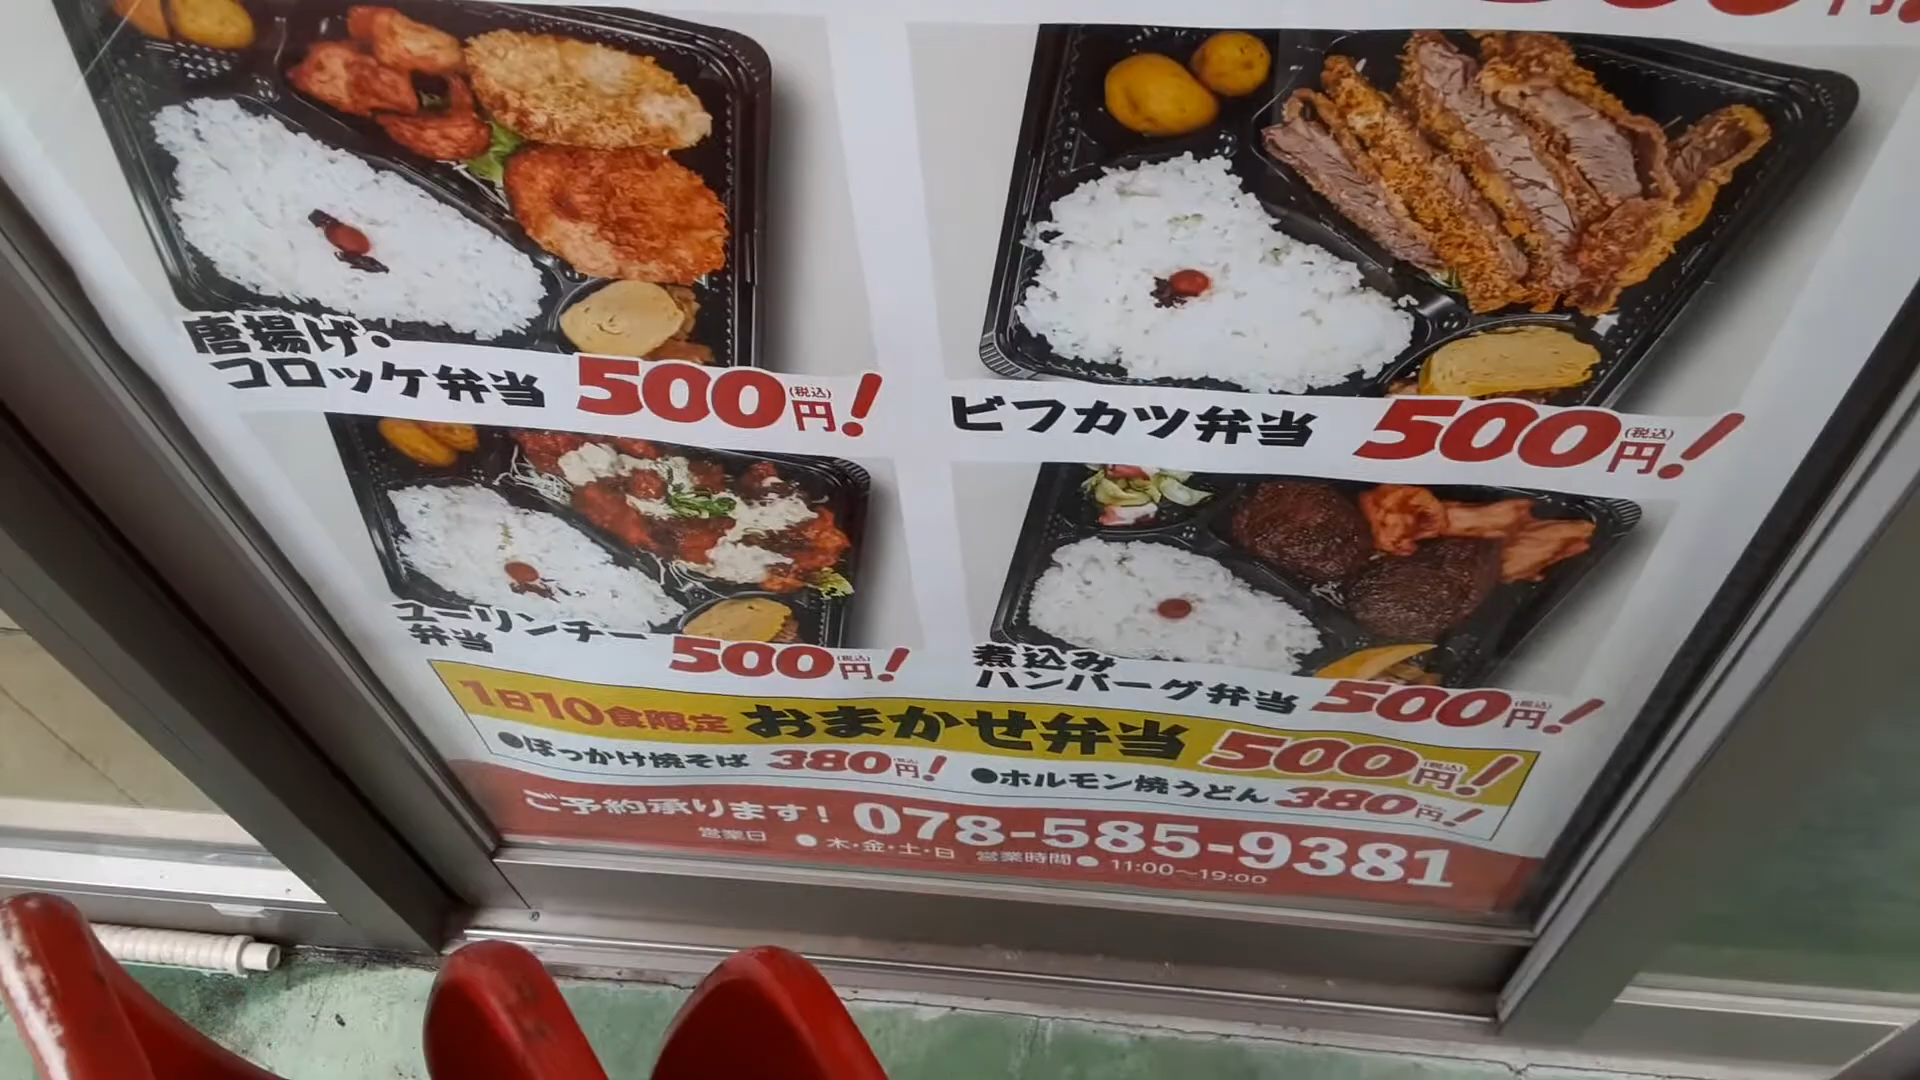 唐揚げ・
コロッケ弁当 500円(税込)!
ビフカツ弁当 500円(税込)!
ユーリンチー
弁当 500円(税込)!
煮込み
ハンバーグ弁当 500円(税込)!
1日10食限定 おまかせ弁当 500円(税込)!
●ぼっかけ焼そば 380円(税込)! ●ホルモン焼うどん 380円(税込)!
ご予約承ります! 078-585-9381
営業日 ● 木・金・土・日 営業時間● 11:00～19:00